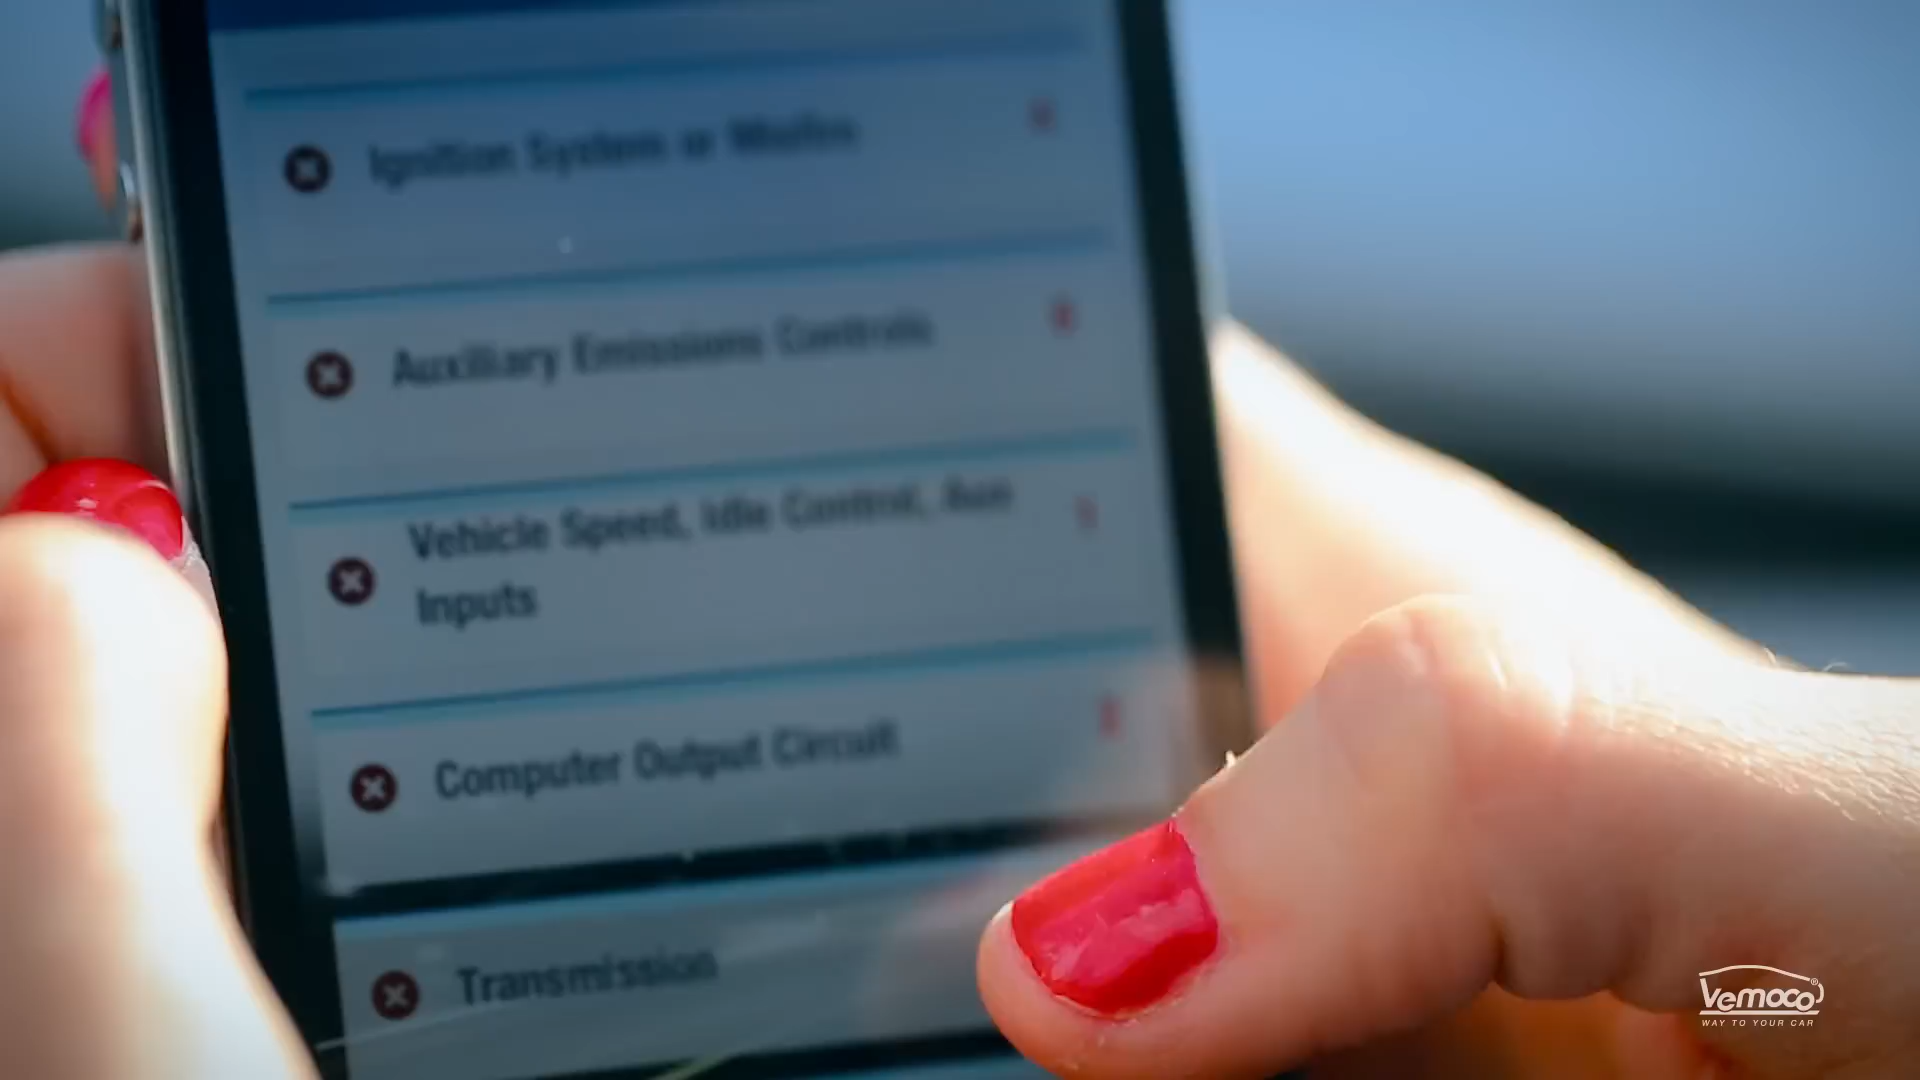 Ignition System or Misfire
Auxiliary Emissions Controls
Vehicle Speed, Idle Control, Aux
Inputs
Computer Output Circuit
Transmission
Vemoco®
WAY TO YOUR CAR